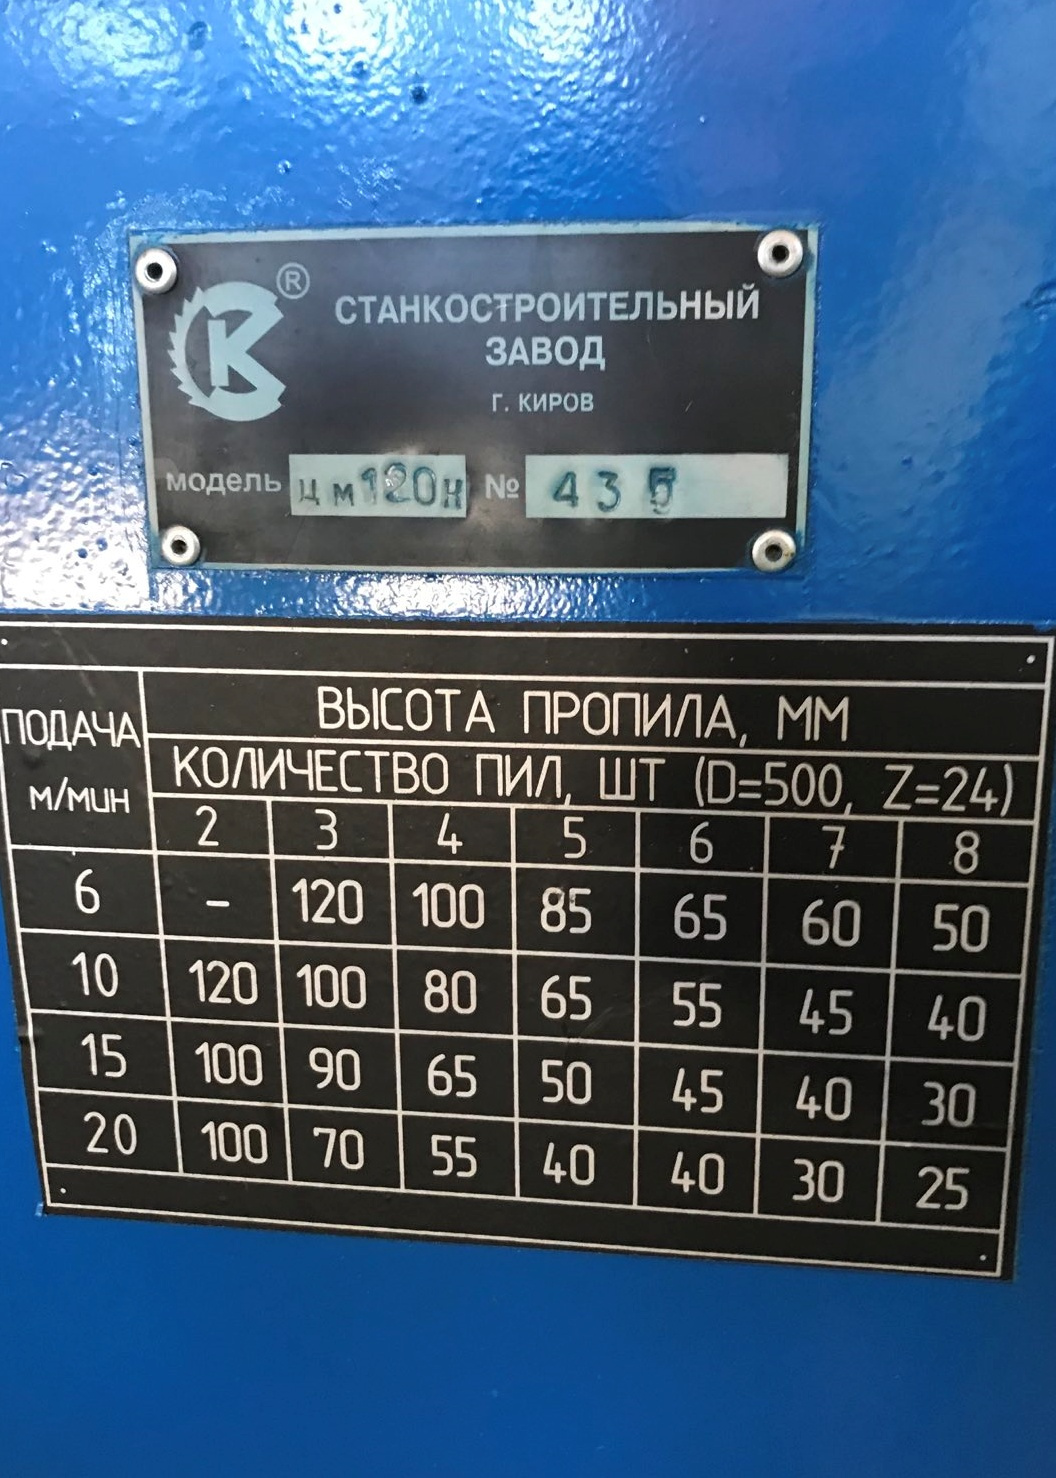 СК ®
СТАНКОСТРОИТЕЛЬНЫЙ
ЗАВОД
Г. КИРОВ
МОДЕЛЬ цм120н № 435
ПОДАЧА
м/мин
ВЫСОТА ПРОПИЛА, ММ
КОЛИЧЕСТВО ПИЛ, ШТ (D=500, Z=24)
2 3 4 5 6 7 8
6 – 120 100 85 65 60 50
10 120 100 80 65 55 45 40
15 100 90 65 50 45 40 30
20 100 70 55 40 40 30 25